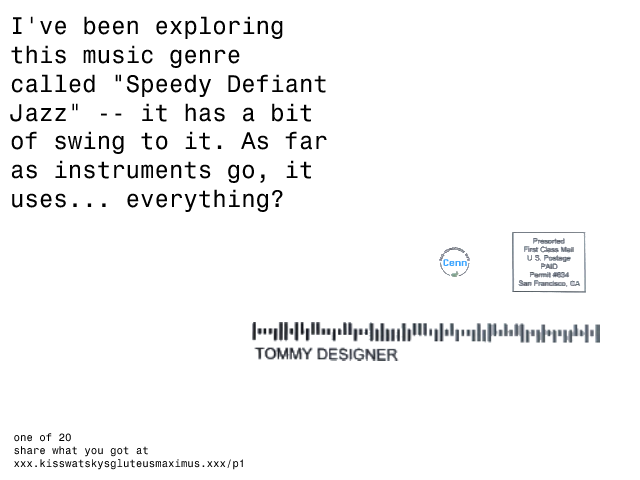 I've been exploring
this music genre
called "Speedy Defiant
Jazz" -- it has a bit
of swing to it. As far
as instruments go, it
uses... everything?
Presorted
First Class Mail
U S. Postage
PAID
Permit #634
San Francisco, CA
Cenn
TOMMY DESIGNER
one of 20
share what you got at
xxx.kisswatskysgluteusmaximus.xxx/p1